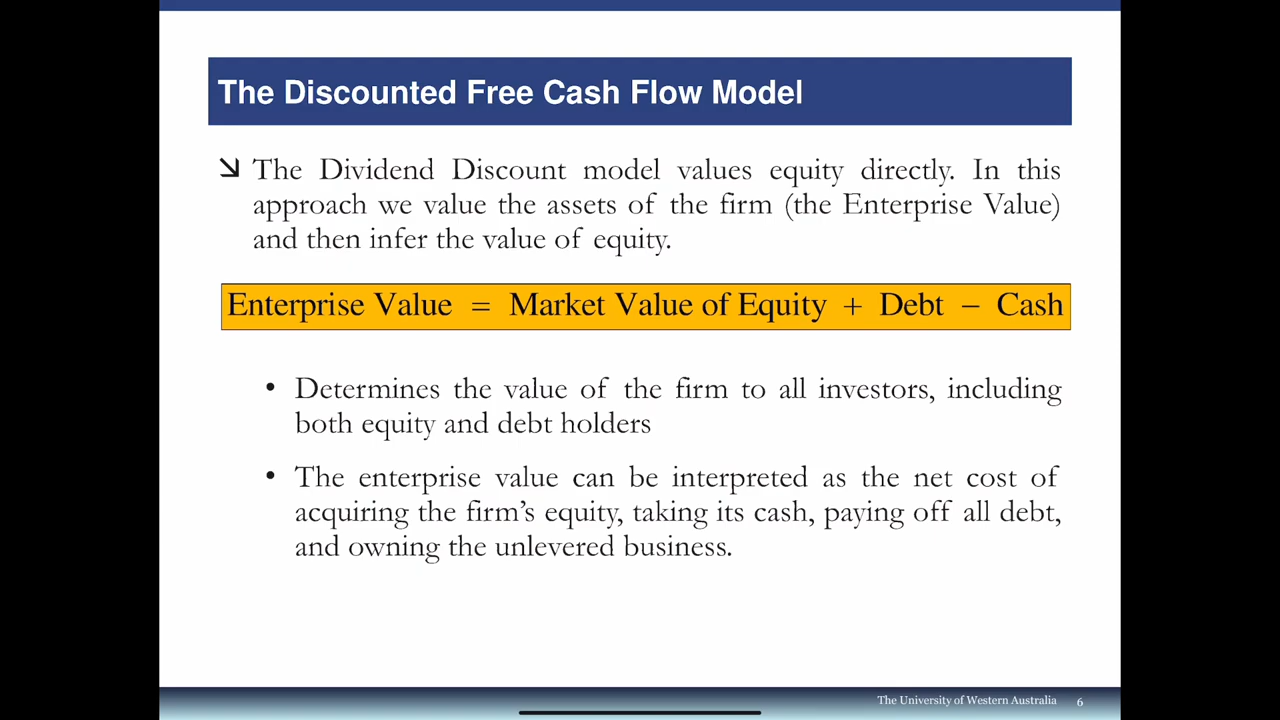 The Discounted Free Cash Flow Model
The Dividend Discount model values equity directly. In this
approach we value the assets of the firm (the Enterprise Value)
and then infer the value of equity.
Enterprise Value = Market Value of Equity + Debt − Cash
• Determines the value of the firm to all investors, including
both equity and debt holders
• The enterprise value can be interpreted as the net cost of
acquiring the firm’s equity, taking its cash, paying off all debt,
and owning the unlevered business.
The University of Western Australia 6